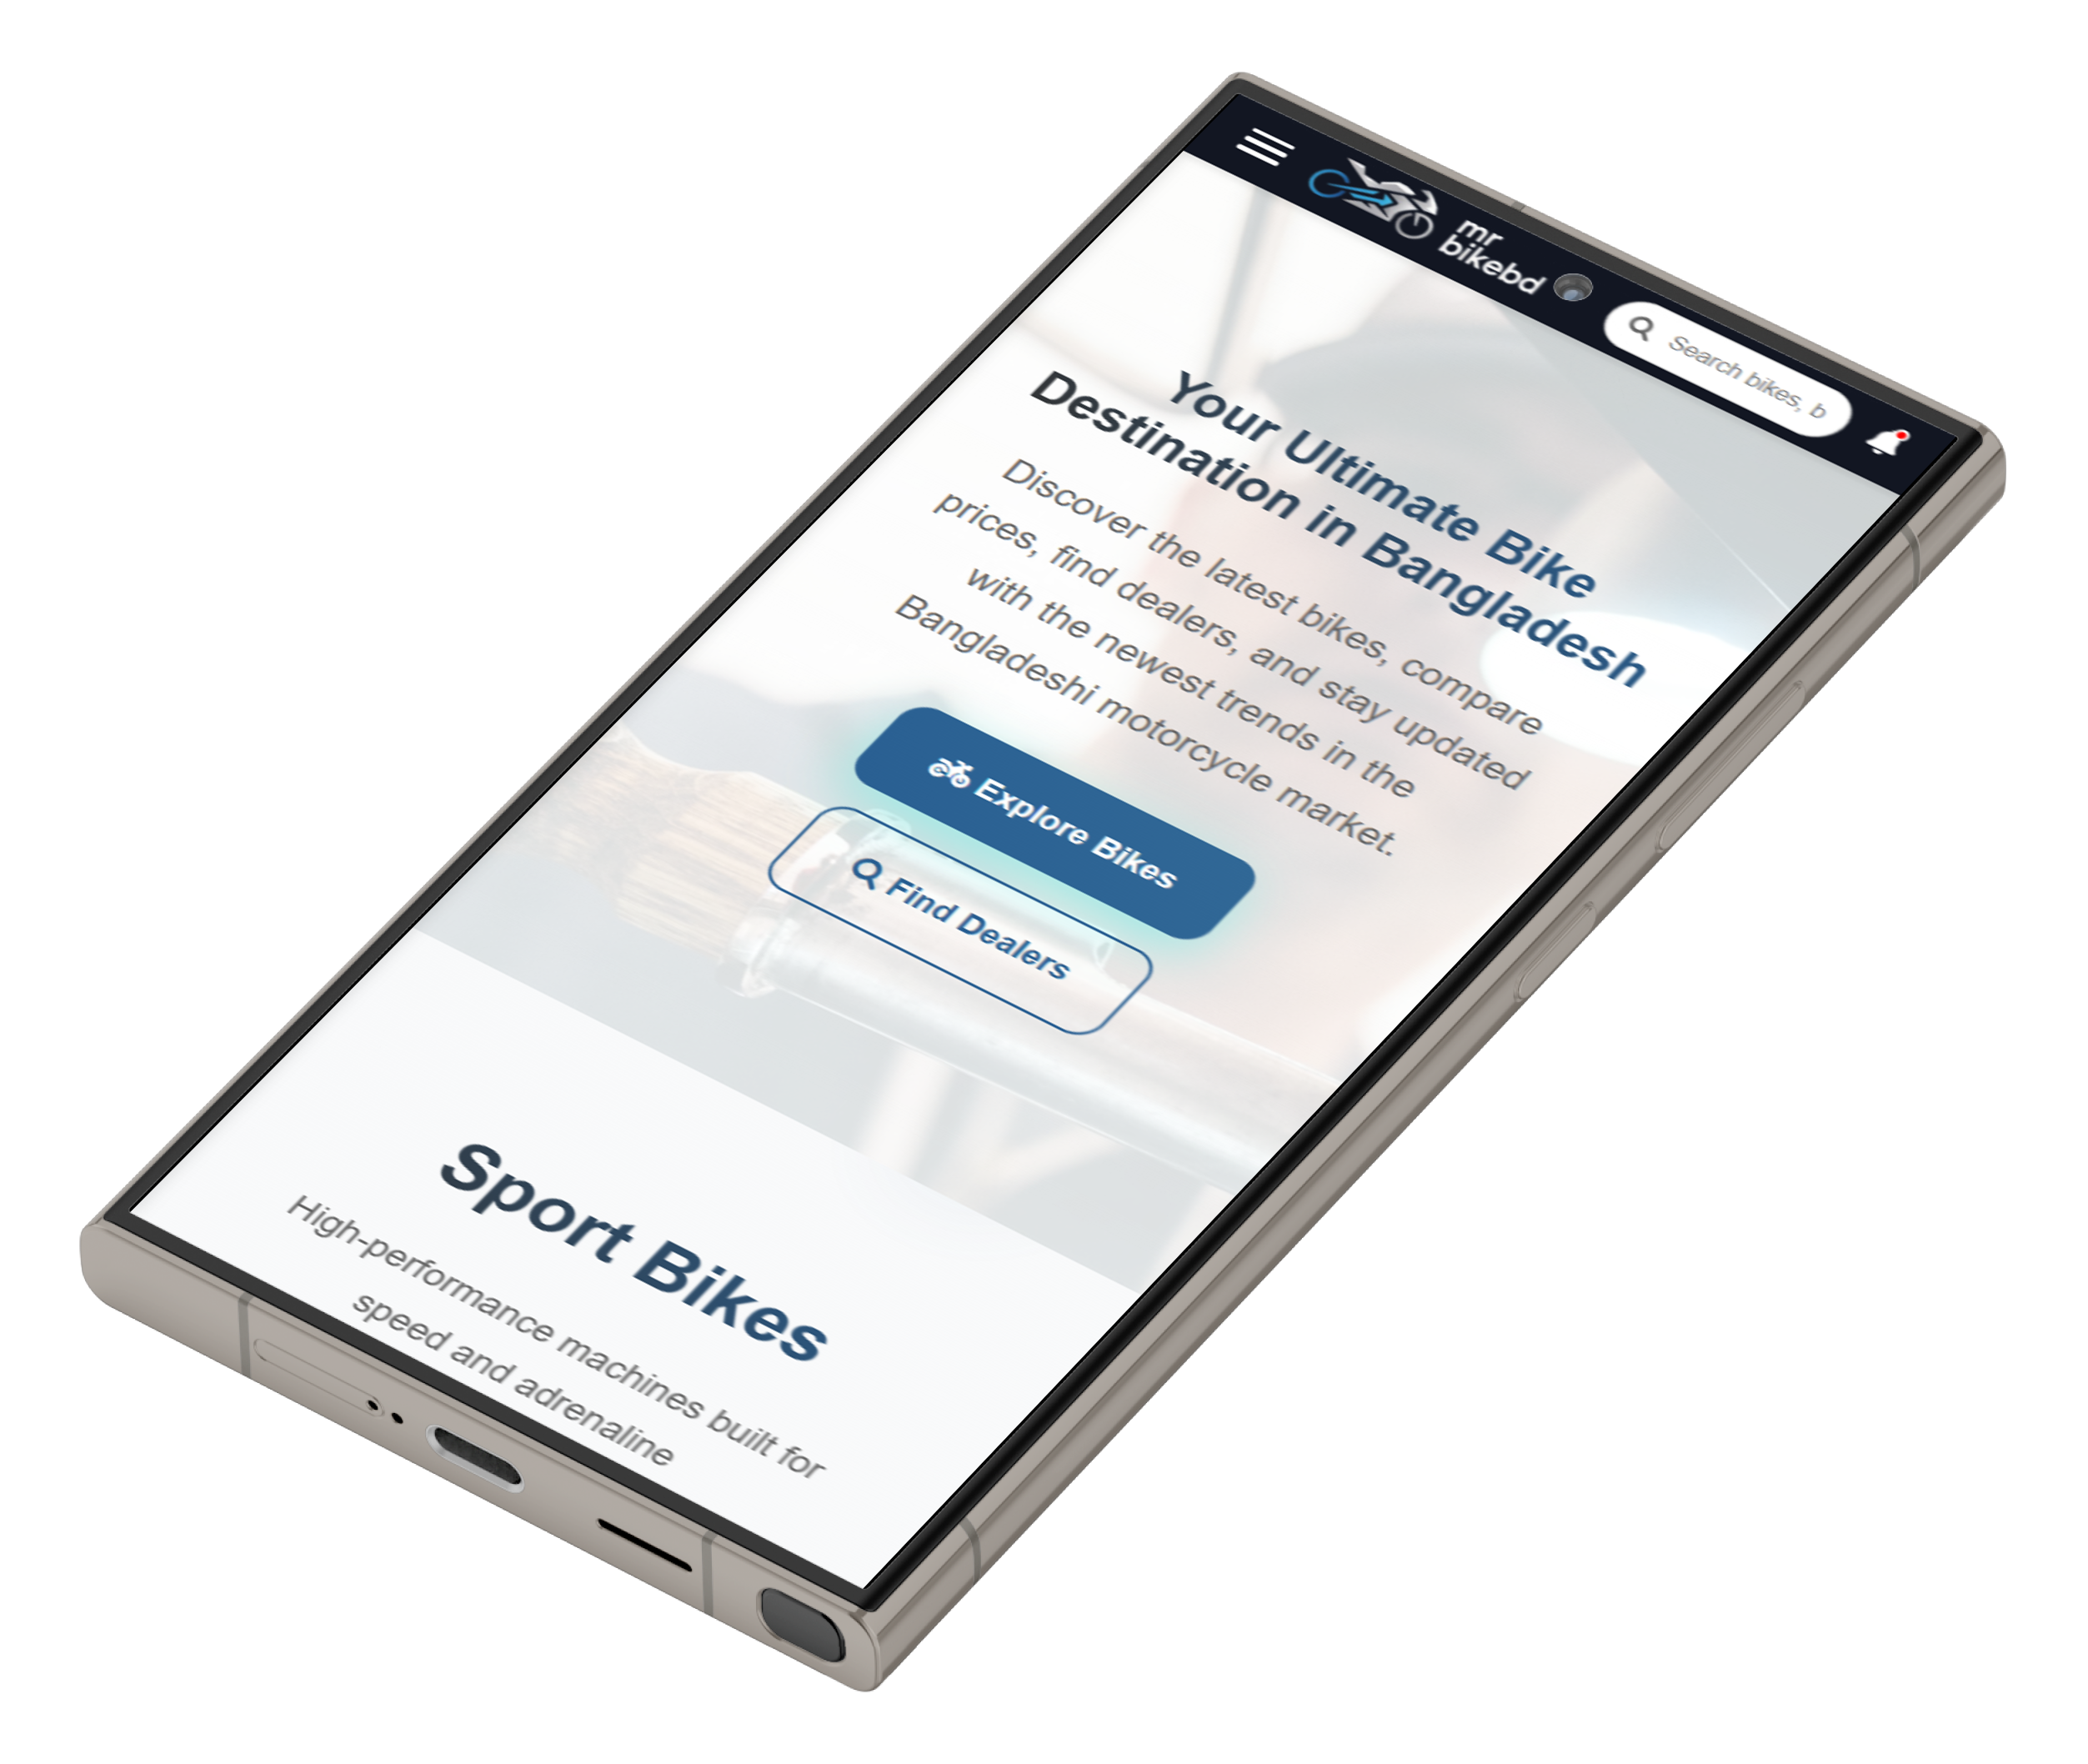 mr
bikebd
Search bikes, b
Your Ultimate Bike
Destination in Bangladesh
Discover the latest bikes, compare
prices, find dealers, and stay updated
with the newest trends in the
Bangladeshi motorcycle market.
Explore Bikes
Find Dealers
Sport Bikes
High-performance machines built for
speed and adrenaline